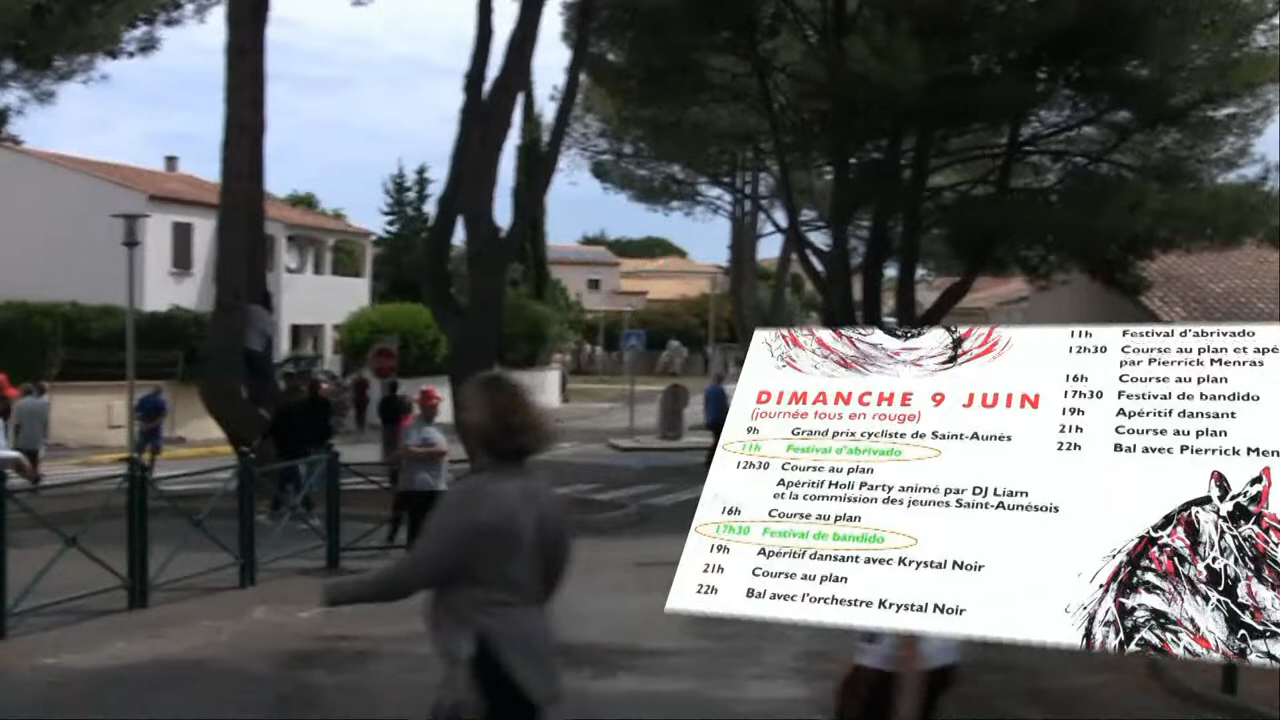 DIMANCHE 9 JUIN
(journée tous en rouge)
9h Grand prix cycliste de Saint-Aunès
11h Festival d'abrivado
12h30 Course au plan
Apéritif Holi Party animé par DJ Liam
et la commission des jeunes Saint-Aunésois
16h Course au plan
17h30 Festival de bandido
19h Apéritif dansant avec Krystal Noir
21h Course au plan
22h Bal avec l'orchestre Krystal Noir
11h Festival d'abrivado
12h30 Course au plan et apé
par Pierrick Menras
16h Course au plan
17h30 Festival de bandido
19h Apéritif dansant
21h Course au plan
22h Bal avec Pierrick Men